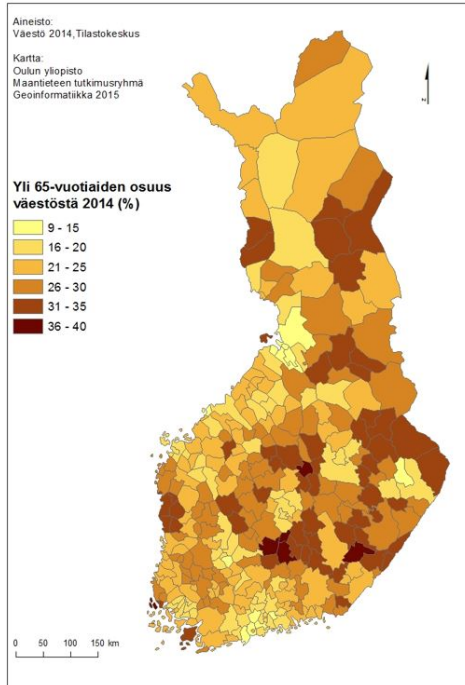 Aineisto:
Väestö 2014,Tilastokeskus
Kartta:
Oulun yliopisto
Maantieteen tutkimusryhmä
Geoinformatiikka 2015
Yli 65-vuotiaiden osuus
väestöstä 2014 (%)
9 - 15
16 - 20
21 - 25
26 - 30
31 - 35
36 - 40
0 50 100 150 km